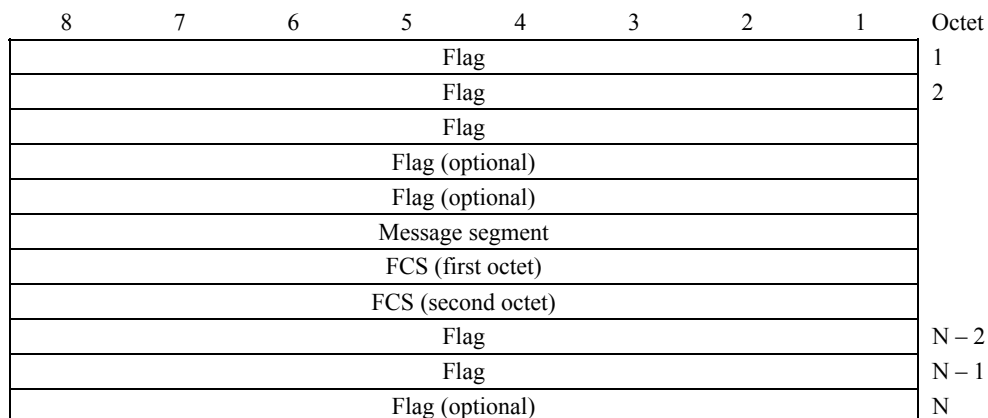 8 7 6 5 4 3 2 1 Octet
Flag 1
Flag 2
Flag
Flag (optional)
Flag (optional)
Message segment
FCS (first octet)
FCS (second octet)
Flag N – 2
Flag N – 1
Flag (optional) N